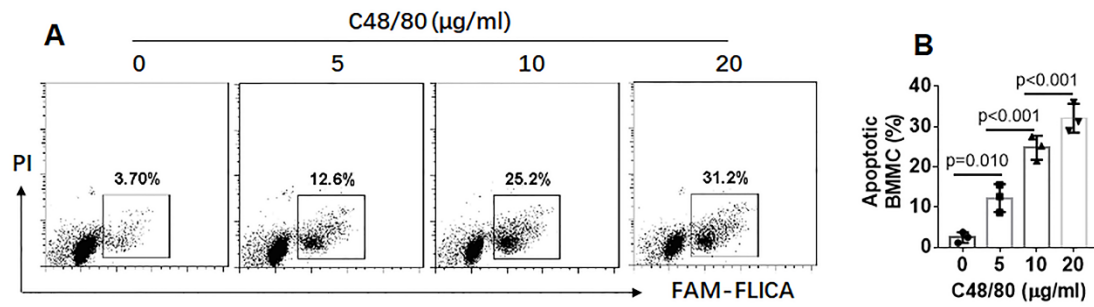 A
C48/80 (μg/ml)
0 5 10 20
PI
3.70% 12.6% 25.2% 31.2%
FAM-FLICA
B
Apoptotic
BMMC (%)
40
30
20
10
0
p<0.001
p<0.001
p=0.010
0 5 10 20
C48/80 (μg/ml)